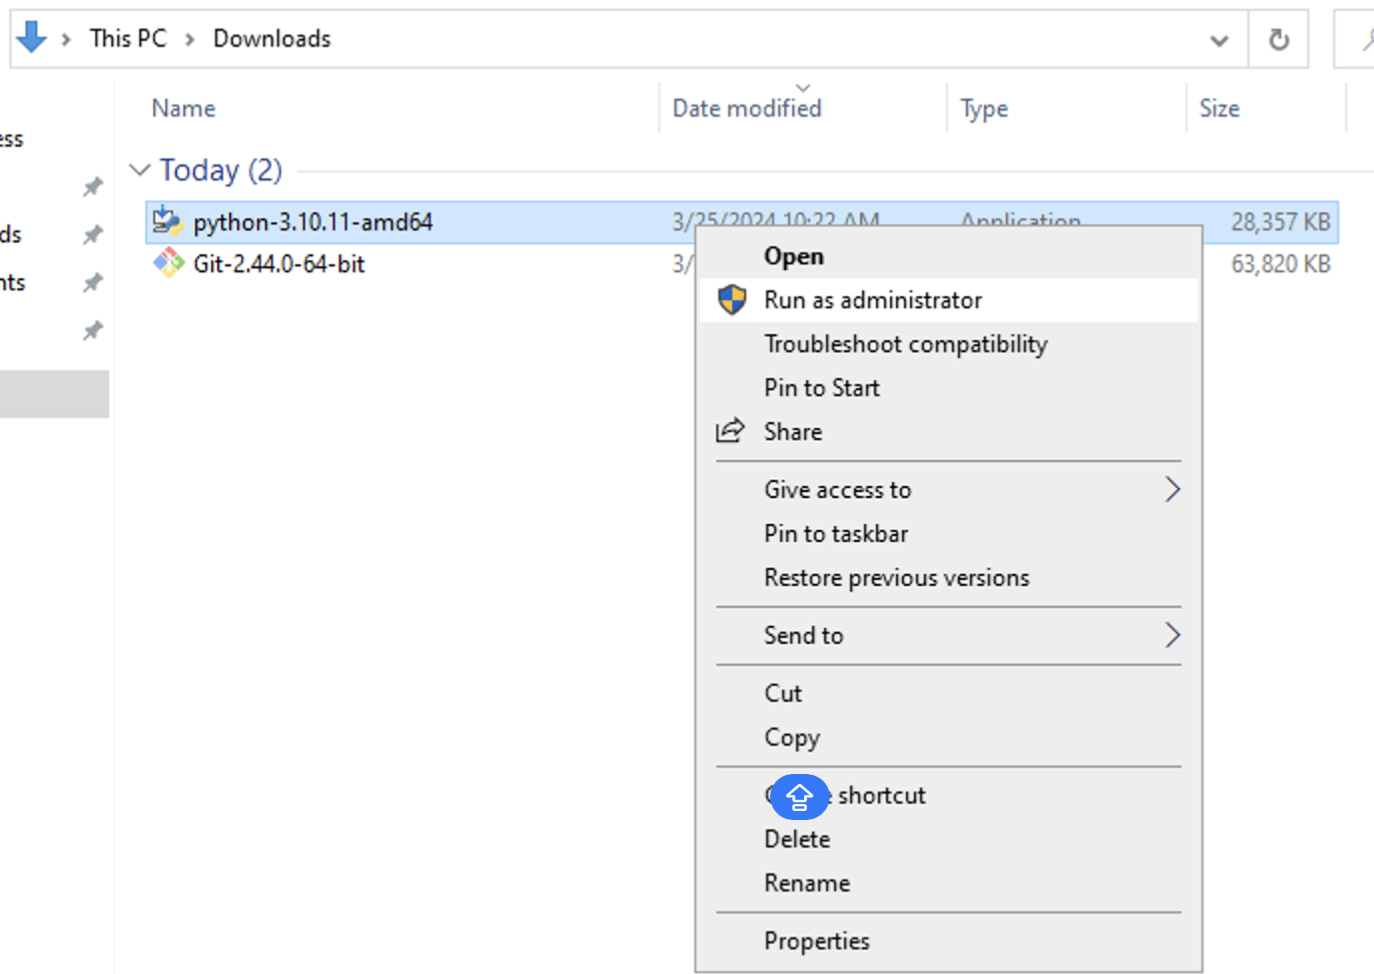 This PC > Downloads
Name Date modified Type Size
ess
Today (2)
python-3.10.11-amd64 3/25/2024 10:22 AM Application 28,357 KB
ds
Git-2.44.0-64-bit 3/ 63,820 KB
nts
Open
Run as administrator
Troubleshoot compatibility
Pin to Start
Share
Give access to
Pin to taskbar
Restore previous versions
Send to
Cut
Copy
shortcut
Delete
Rename
Properties